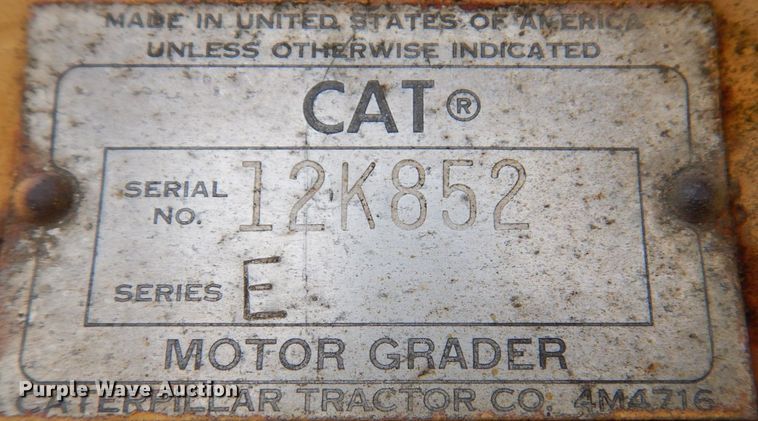 MADE IN UNITED STATES OF AMERICA
UNLESS OTHERWISE INDICATED
CAT®
SERIAL NO. 12K852
SERIES E
MOTOR GRADER
Purple Wave Auction
CATERPILLAR TRACTOR CO. 4M4716